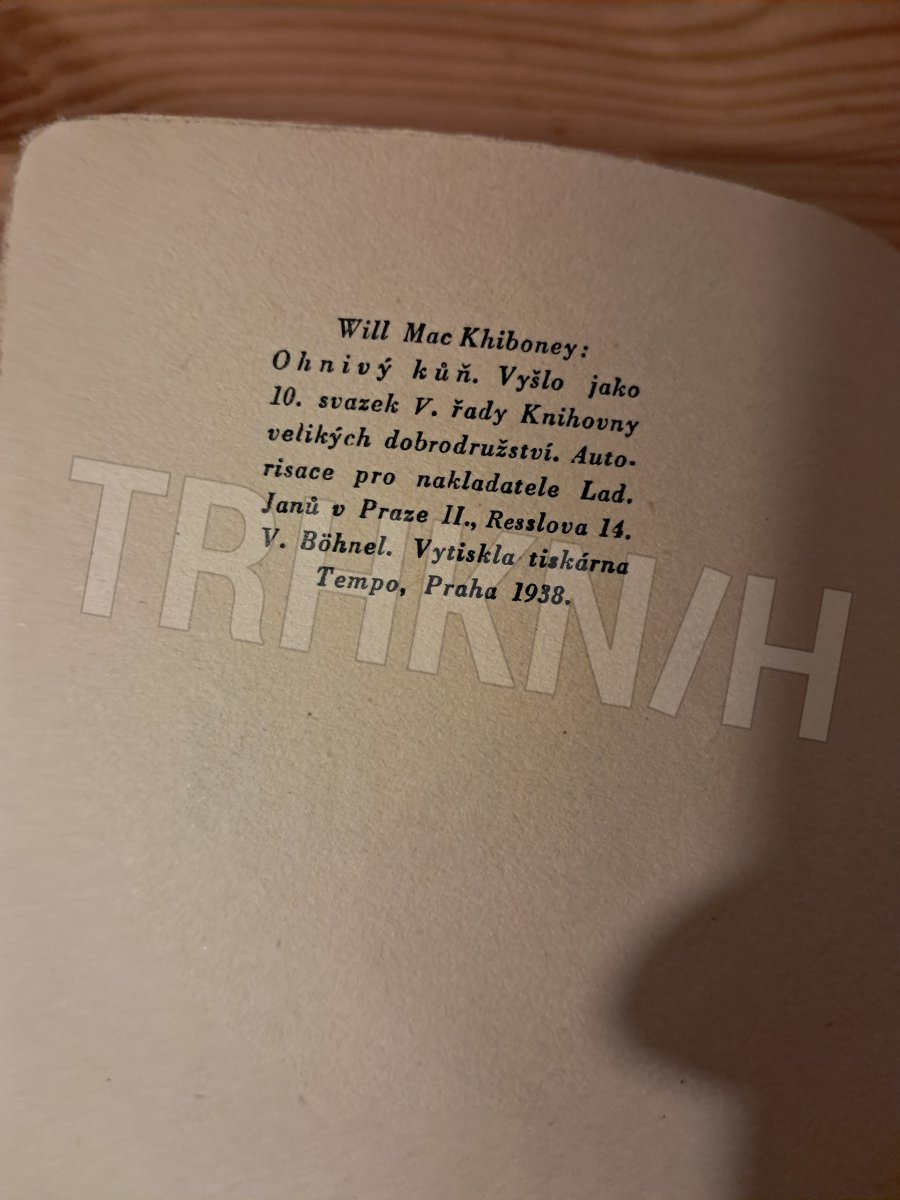 Will Mac Khiboney:
Ohnivý kůň. Vyšlo jako
10. svazek V. řady Knihovny
velikých dobrodružství. Auto-
risace pro nakladatele Lad.
Janů v Praze II., Resslova 14.
V. Böhnel. Vytiskla tiskárna
Tempo, Praha 1938.
TRHKNIH